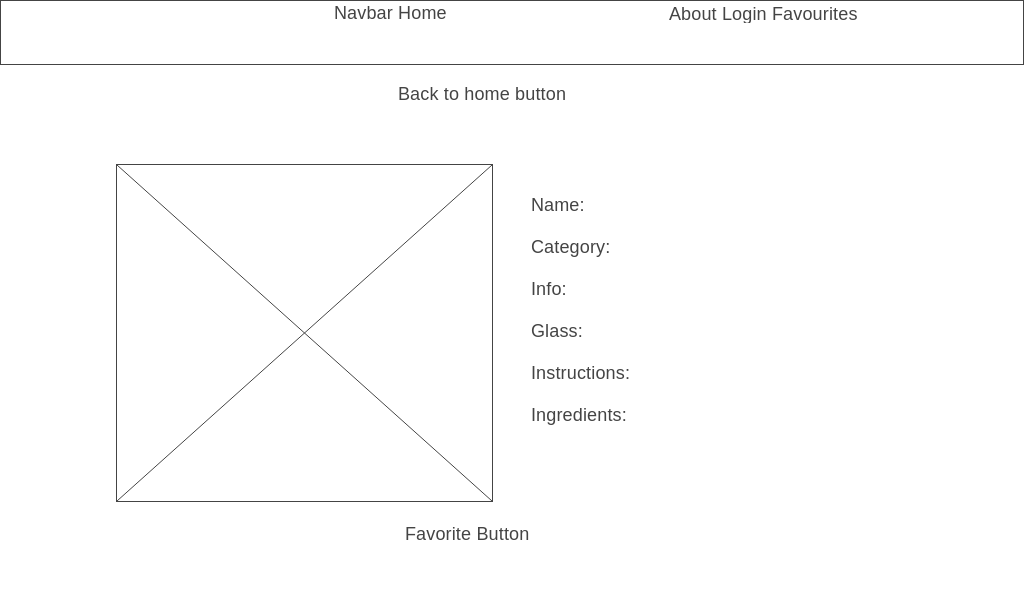 Navbar Home
About Login Favourites
Back to home button
Name:
Category:
Info:
Glass:
Instructions:
Ingredients:
Favorite Button